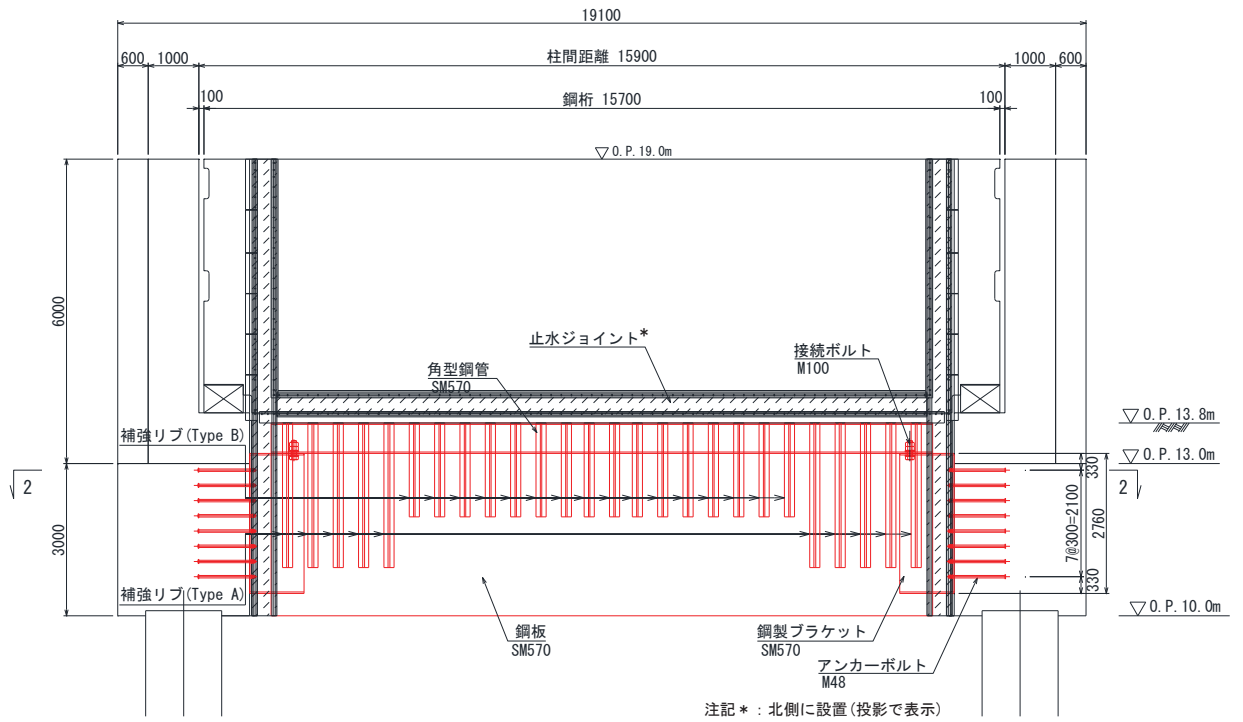 19100
600
1000
柱間距離 15900
1000
600
100
鋼桁 15700
100
▽O.P.19.0m
6000
止水ジョイント*
接続ボルト
M100
角型鋼管
SM570
▽O.P.13.8m
補強リブ(Type B)
▽O.P.13.0m
2
2
330
7@300=2100
2760
330
3000
補強リブ(Type A)
▽O.P.10.0m
鋼板
SM570
鋼製ブラケット
SM570
アンカーボルト
M48
注記*:北側に設置(投影で表示)